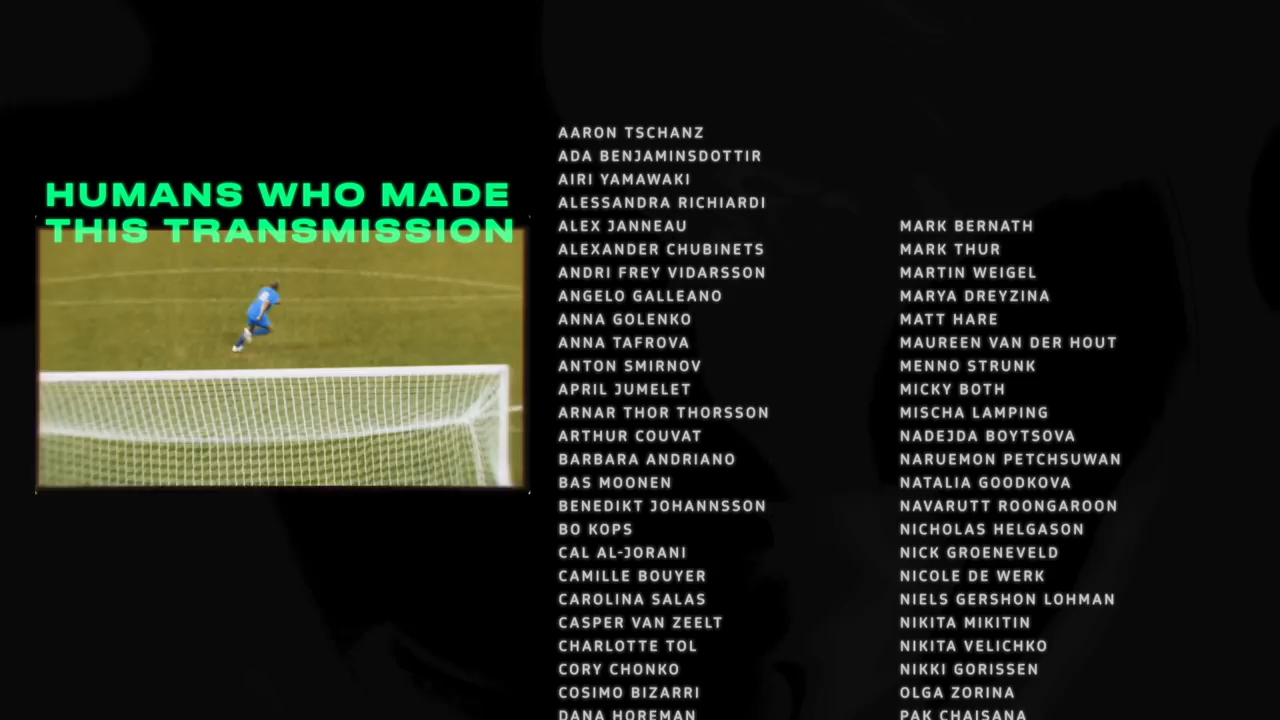 HUMANS WHO MADE
THIS TRANSMISSION
AARON TSCHANZ
ADA BENJAMINSDOTTIR
AIRI YAMAWAKI
ALESSANDRA RICHIARDI
ALEX JANNEAU
ALEXANDER CHUBINETS
ANDRI FREY VIDARSSON
ANGELO GALLEANO
ANNA GOLENKO
ANNA TAFROVA
ANTON SMIRNOV
APRIL JUMELET
ARNAR THOR THORSSON
ARTHUR COUVAT
BARBARA ANDRIANO
BAS MOONEN
BENEDIKT JOHANNSSON
BO KOPS
CAL AL-JORANI
CAMILLE BOUYER
CAROLINA SALAS
CASPER VAN ZEELT
CHARLOTTE TOL
CORY CHONKO
COSIMO BIZARRI
DANA HOREMAN
MARK BERNATH
MARK THUR
MARTIN WEIGEL
MARYA DREYZINA
MATT HARE
MAUREEN VAN DER HOUT
MENNO STRUNK
MICKY BOTH
MISCHA LAMPING
NADEJDA BOYTSOVA
NARUEMON PETCHSUWAN
NATALIA GOODKOVA
NAVARUTT ROONGAROON
NICHOLAS HELGASON
NICK GROENEVELD
NICOLE DE WERK
NIELS GERSHON LOHMAN
NIKITA MIKITIN
NIKITA VELICHKO
NIKKI GORISSEN
OLGA ZORINA
PAK CHAISANA